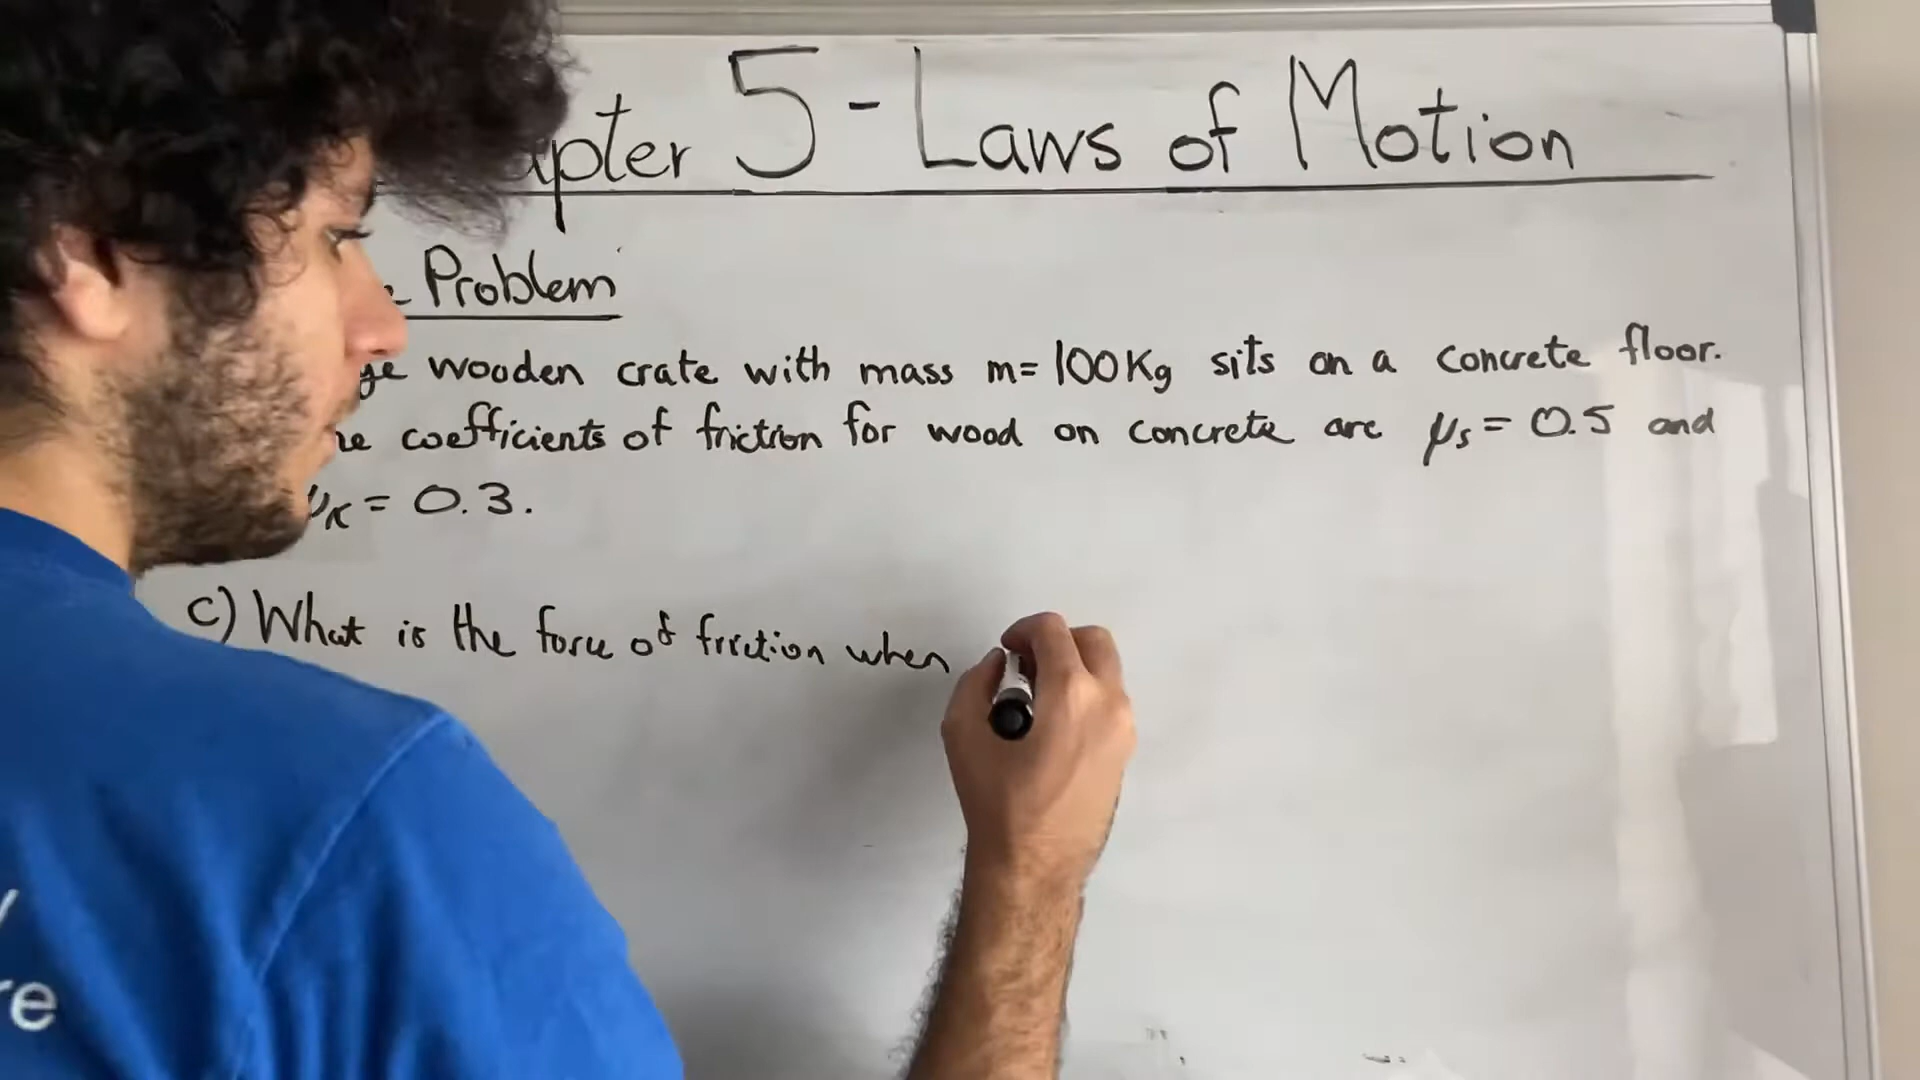 5 - Laws of Motion
Problem
wooden crate with mass m = 100 Kg sits on a concrete floor.
coefficients of friction for wood on concrete are μs = 0.5 and
μK = 0.3.
c) What is the force of friction when